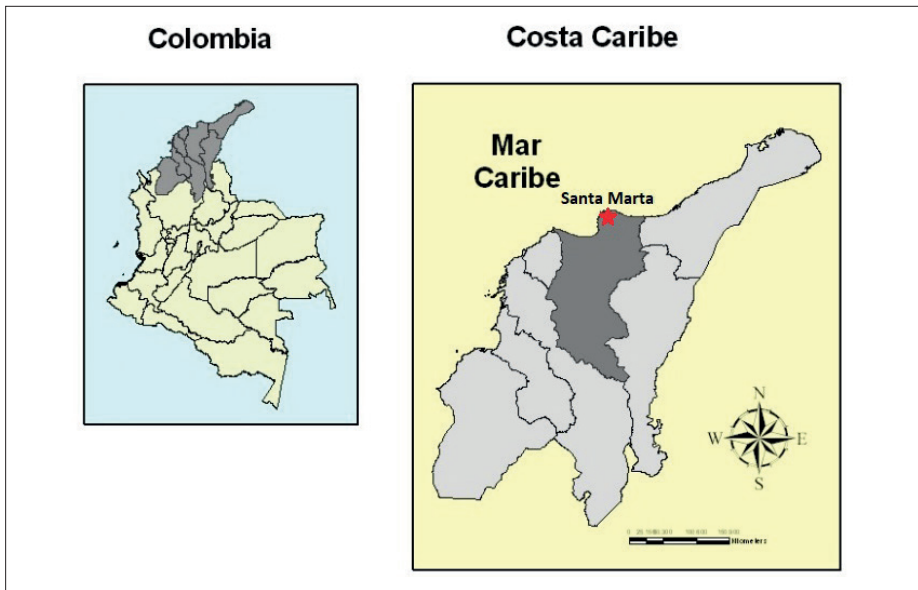 Colombia
Costa Caribe
Mar
Caribe
Santa Marta
N
W E
S
Kilometers